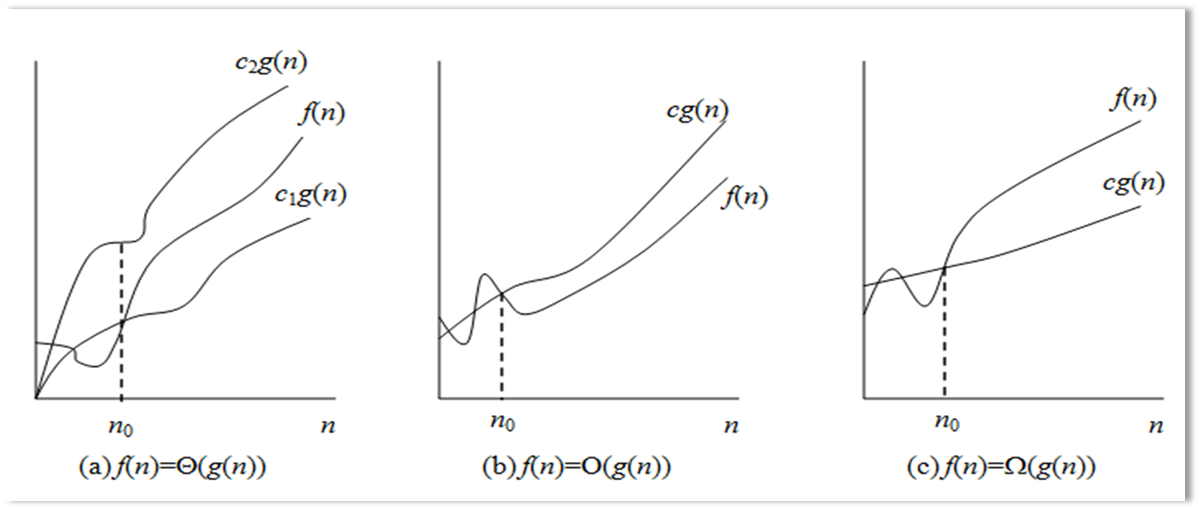 c₂g(n)
f(n)
c₁g(n)
n₀
n
(a) f(n)=Θ(g(n))
cg(n)
f(n)
n₀
n
(b) f(n)=O(g(n))
f(n)
cg(n)
n₀
n
(c) f(n)=Ω(g(n))